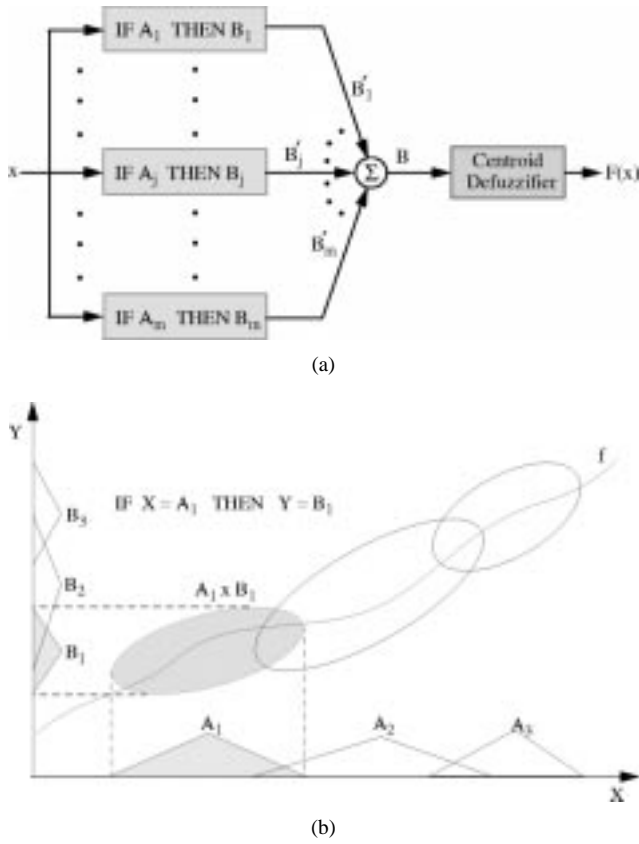 IF A₁ THEN B₁
B′₁
x
IF Aⱼ THEN Bⱼ
B′ⱼ
Σ
B
Centroid
Defuzzifier
F(x)
B′ₘ
IF Aₘ THEN Bₘ
(a)
Y
f
IF X = A₁ THEN Y = B₁
B₃
B₂
A₁ x B₁
B₁
A₁
A₂
A₃
X
(b)